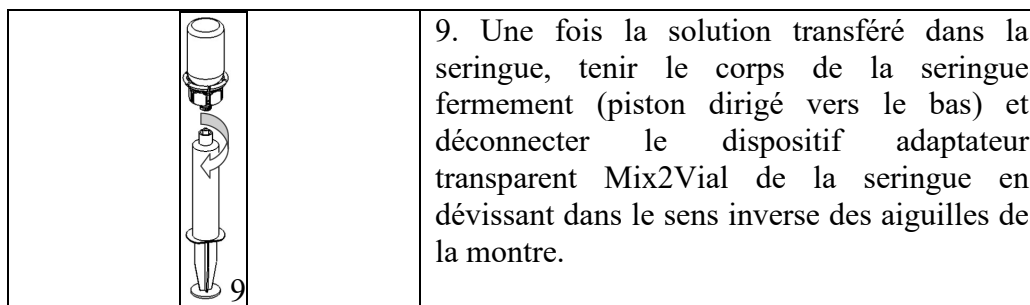 9. Une fois la solution transféré dans la
seringue, tenir le corps de la seringue
fermement (piston dirigé vers le bas) et
déconnecter le dispositif adaptateur
transparent Mix2Vial de la seringue en
dévissant dans le sens inverse des aiguilles de
la montre.
9